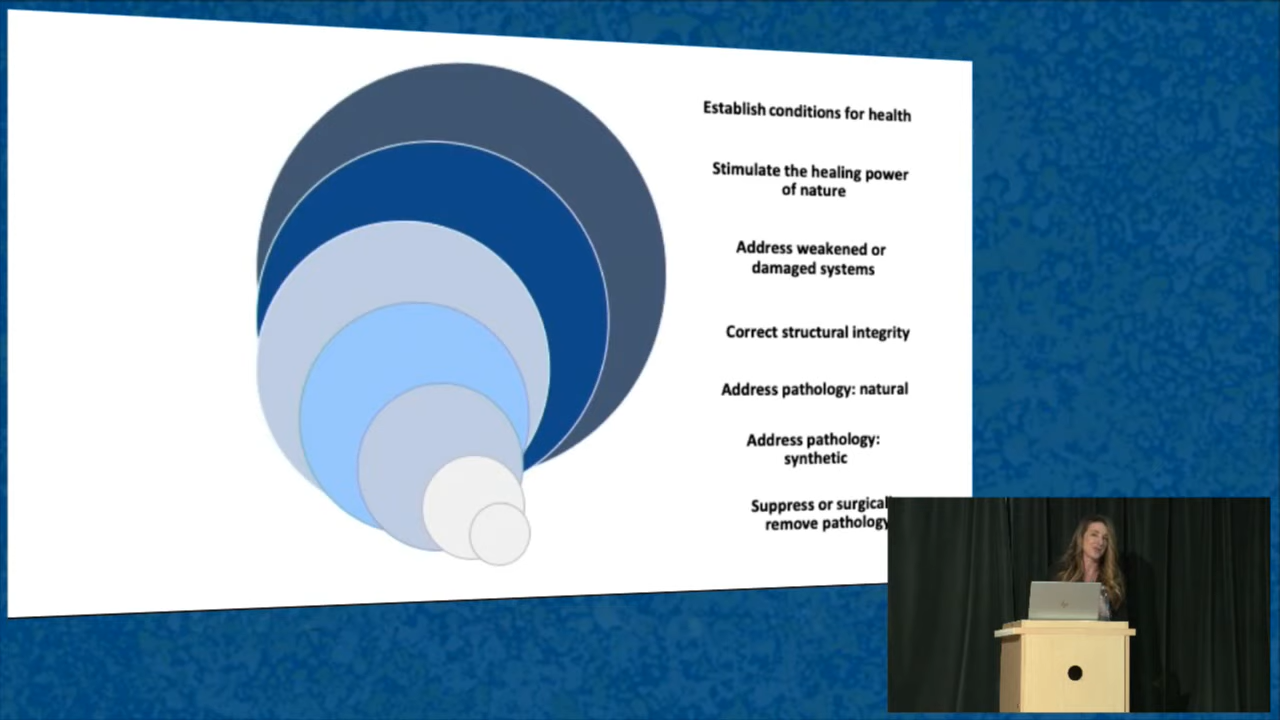 Establish conditions for health
Stimulate the healing power
of nature
Address weakened or
damaged systems
Correct structural integrity
Address pathology: natural
Address pathology:
synthetic
Suppress or
remove pathology